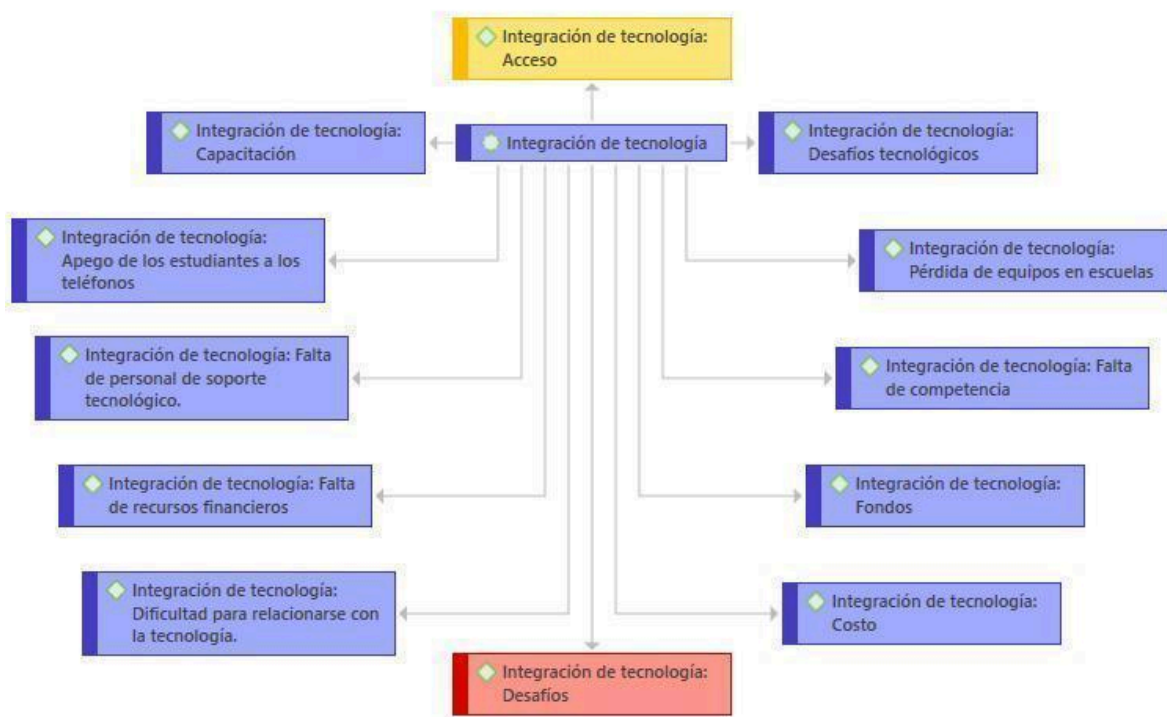 Integración de tecnología:
Acceso
Integración de tecnología:
Capacitación
Integración de tecnología
Integración de tecnología:
Desafíos tecnológicos
Integración de tecnología:
Apego de los estudiantes a los
teléfonos
Integración de tecnología:
Pérdida de equipos en escuelas
Integración de tecnología: Falta
de personal de soporte
tecnológico.
Integración de tecnología: Falta
de competencia
Integración de tecnología: Falta
de recursos financieros
Integración de tecnología:
Fondos
Integración de tecnología:
Dificultad para relacionarse con
la tecnología.
Integración de tecnología:
Costo
Integración de tecnología:
Desafíos